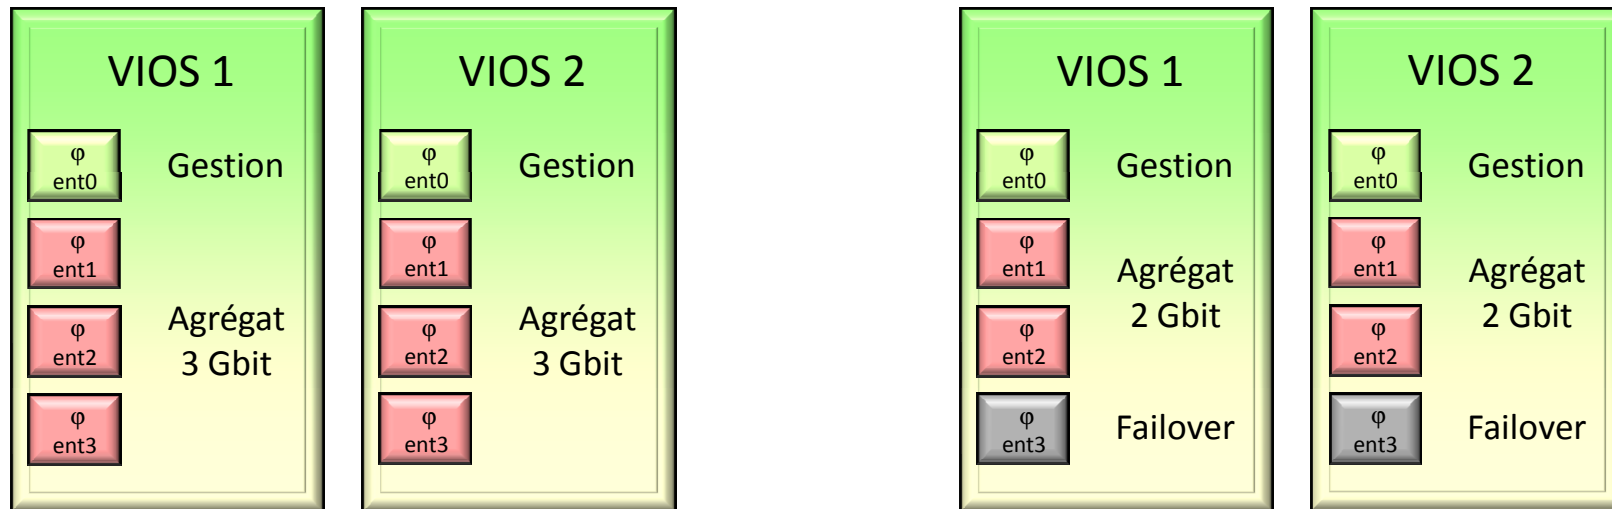 VIOS 1
φ
ent0
Gestion
φ
ent1
φ
ent2
Agrégat
3 Gbit
φ
ent3
VIOS 2
φ
ent0
Gestion
φ
ent1
φ
ent2
Agrégat
3 Gbit
φ
ent3
VIOS 1
φ
ent0
Gestion
φ
ent1
Agrégat
2 Gbit
φ
ent2
φ
ent3
Failover
VIOS 2
φ
ent0
Gestion
φ
ent1
Agrégat
2 Gbit
φ
ent2
φ
ent3
Failover